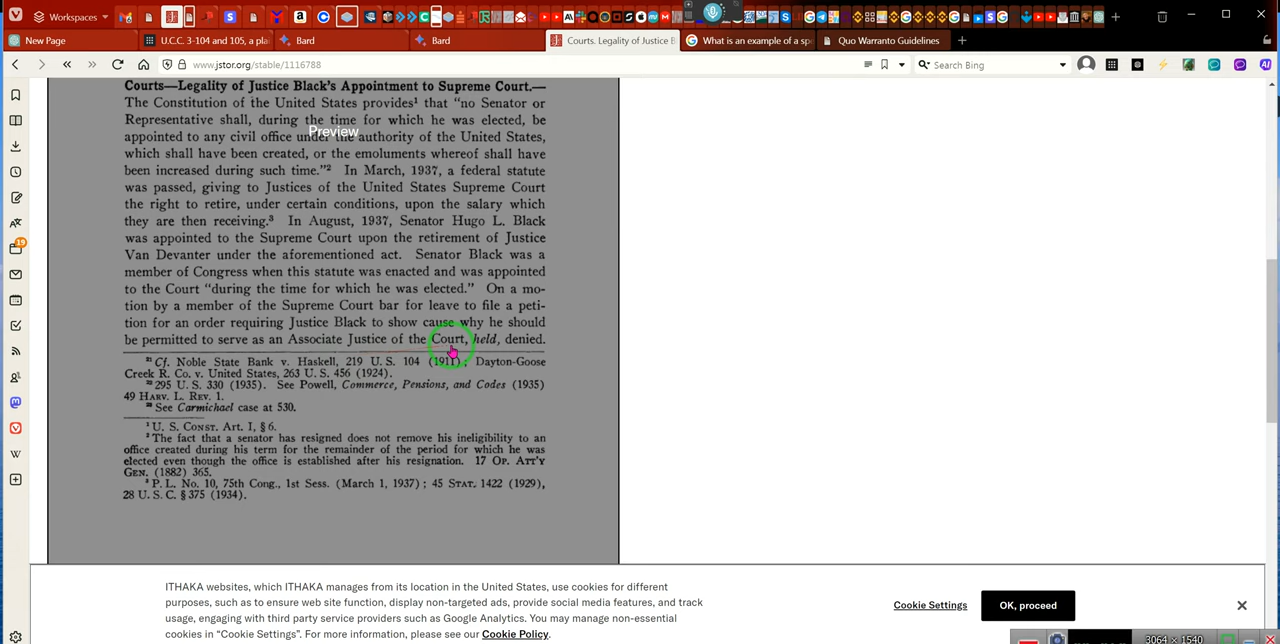 Workspaces
New Page
U.C.C. 3-104 and 105, a pla
Bard
Bard
Courts. Legality of Justice B
What is an example of a sp
Quo Warranto Guidelines
www.jstor.org/stable/1116788
Search Bing
19
Courts—Legality of Justice Black's Appointment to Supreme Court.—
The Constitution of the United States provides¹ that "no Senator or
Representative shall, during the time for which he was elected, be
Preview
appointed to any civil office under the authority of the United States,
which shall have been created, or the emoluments whereof shall have
been increased during such time."² In March, 1937, a federal statute
was passed, giving to Justices of the United States Supreme Court
the right to retire, under certain conditions, upon the salary which
they are then receiving.³ In August, 1937, Senator Hugo L. Black
was appointed to the Supreme Court upon the retirement of Justice
Van Devanter under the aforementioned act. Senator Black was a
member of Congress when this statute was enacted and was appointed
to the Court "during the time for which he was elected." On a mo-
tion by a member of the Supreme Court bar for leave to file a peti-
tion for an order requiring Justice Black to show cause why he should
be permitted to serve as an Associate Justice of the Court, held, denied.
²¹ Cf. Noble State Bank v. Haskell, 219 U. S. 104 (1911); Dayton-Goose
Creek R. Co. v. United States, 263 U. S. 456 (1924).
295 U. S. 330 (1935). See Powell, Commerce, Pensions, and Codes (1935)
49 HARV. L. REV. 1.
See Carmichael case at 530.
¹ U. S. CONST. Art. I, § 6.
² The fact that a senator has resigned does not remove his ineligibility to an
office created during his term for the remainder of the period for which he was
elected even though the office is established after his resignation. 17 OP. ATT'Y
GEN. (1882) 365.
³ P. L. No. 10, 75th Cong., 1st Sess. (March 1, 1937); 45 STAT. 1422 (1929),
28 U. S. C. § 375 (1934).
ITHAKA websites, which ITHAKA manages from its location in the United States, use cookies for different
purposes, such as to ensure web site function, display non-targeted ads, provide social media features, and track
usage, engaging with third party service providers such as Google Analytics. You may manage non-essential
cookies in "Cookie Settings". For more information, please see our Cookie Policy.
Cookie Settings
OK, proceed
3064 x 1540